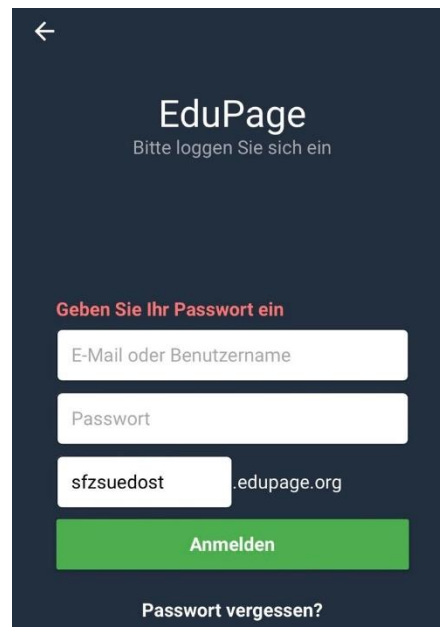 EduPage
Bitte loggen Sie sich ein
Geben Sie Ihr Passwort ein
E-Mail oder Benutzername
Passwort
sfzsuedost .edupage.org
Anmelden
Passwort vergessen?